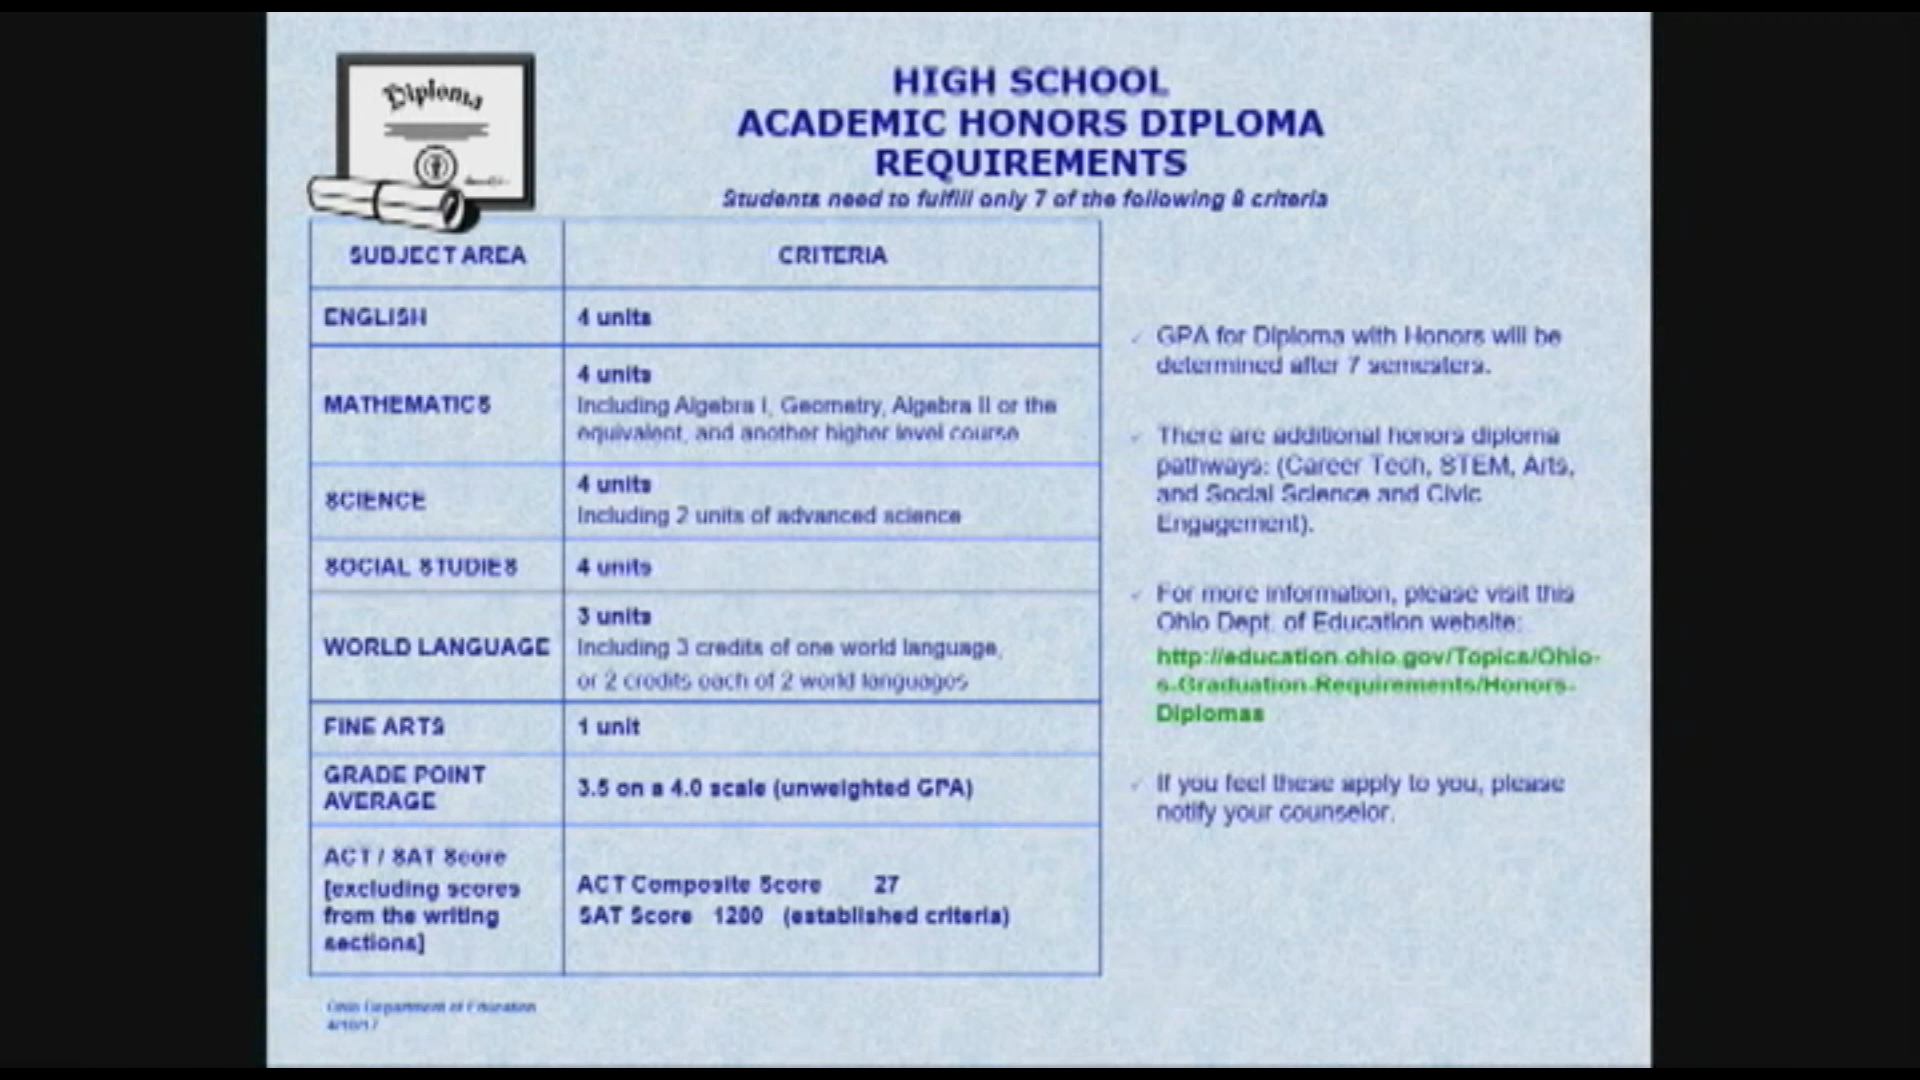 Diploma
HIGH SCHOOL
ACADEMIC HONORS DIPLOMA
REQUIREMENTS
Students need to fulfill only 7 of the following 8 criteria
SUBJECT AREA
CRITERIA
ENGLISH
4 units
MATHEMATICS
4 units
Including Algebra I, Geometry, Algebra II or the
equivalent, and another higher level course
SCIENCE
4 units
Including 2 units of advanced science
SOCIAL STUDIES
4 units
WORLD LANGUAGE
3 units
Including 3 credits of one world language,
or 2 credits each of 2 world languages
FINE ARTS
1 unit
GRADE POINT
AVERAGE
3.5 on a 4.0 scale (unweighted GPA)
ACT / SAT Score
[excluding scores
from the writing
sections]
ACT Composite Score 27
SAT Score 1200 (established criteria)
GPA for Diploma with Honors will be
determined after 7 semesters.
There are additional honors diploma
pathways: (Career Tech, STEM, Arts,
and Social Science and Civic
Engagement).
For more information, please visit this
Ohio Dept. of Education website:
http://education.ohio.gov/Topics/Ohio-
s-Graduation-Requirements/Honors-
Diplomas
If you feel these apply to you, please
notify your counselor.
Ohio Department of Education